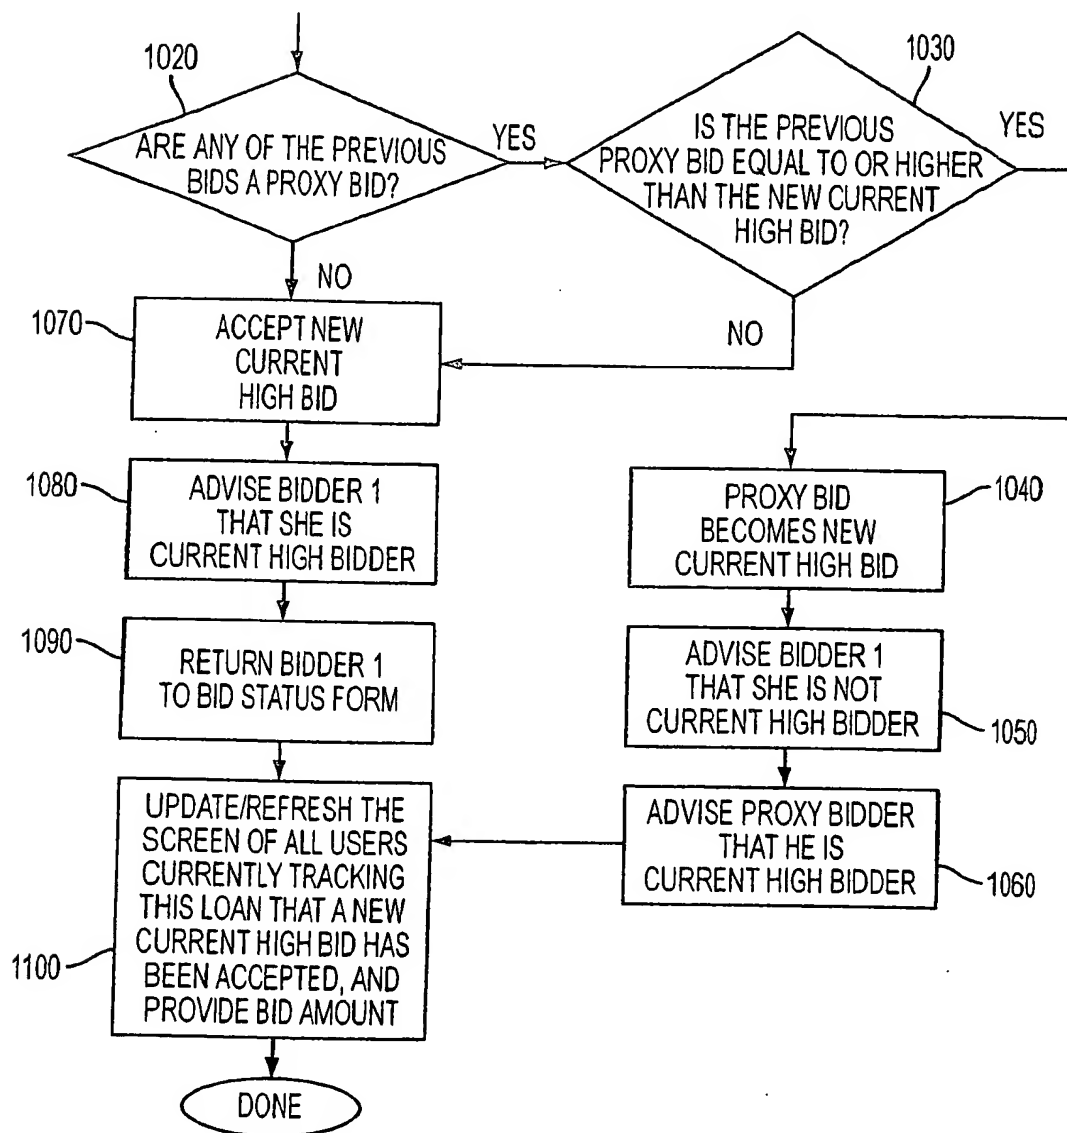 1020
ARE ANY OF THE PREVIOUS
BIDS A PROXY BID?
YES
1030
IS THE PREVIOUS
PROXY BID EQUAL TO OR HIGHER
THAN THE NEW CURRENT
HIGH BID?
YES
NO
NO
1070
ACCEPT NEW
CURRENT
HIGH BID
1080
ADVISE BIDDER 1
THAT SHE IS
CURRENT HIGH BIDDER
1040
PROXY BID
BECOMES NEW
CURRENT HIGH BID
1090
RETURN BIDDER 1
TO BID STATUS FORM
ADVISE BIDDER 1
THAT SHE IS NOT
CURRENT HIGH BIDDER
1050
UPDATE/REFRESH THE
SCREEN OF ALL USERS
CURRENTLY TRACKING
THIS LOAN THAT A NEW
CURRENT HIGH BID HAS
BEEN ACCEPTED, AND
PROVIDE BID AMOUNT
1100
ADVISE PROXY BIDDER
THAT HE IS
CURRENT HIGH BIDDER
1060
DONE